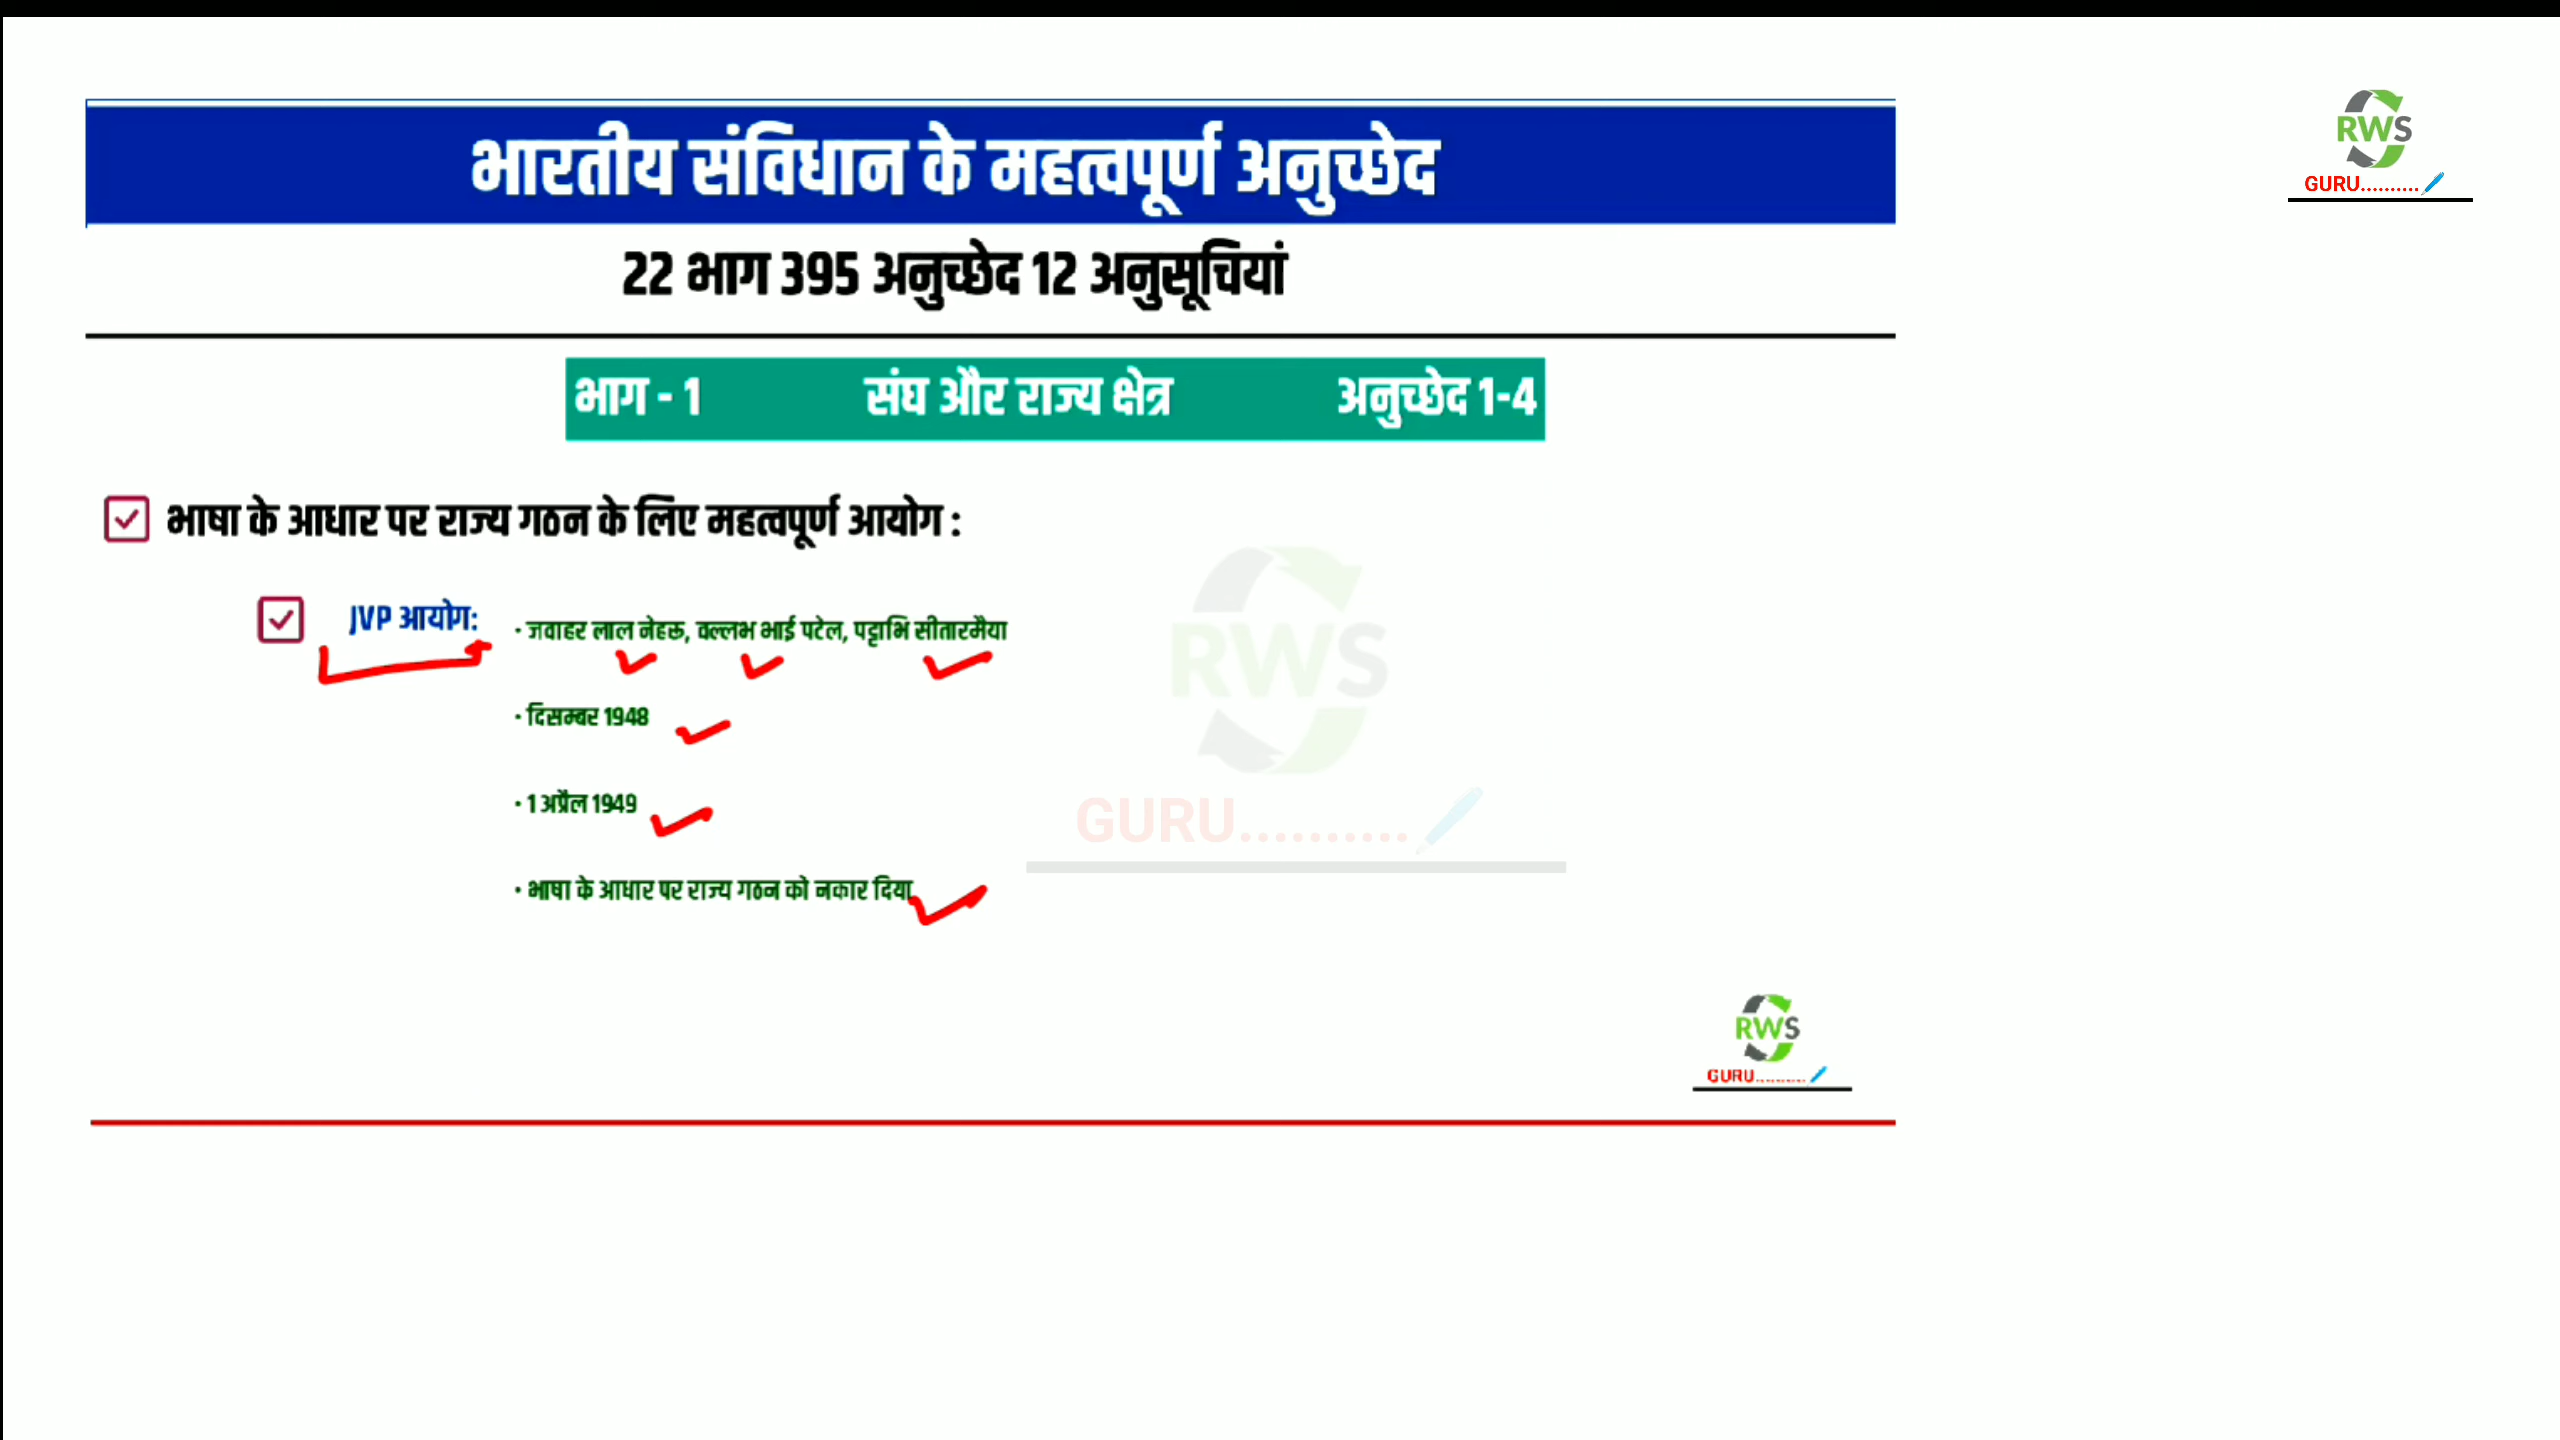 भारतीय संविधान के महत्वपूर्ण अनुच्छेद
RWS
GURU..........
22 भाग 395 अनुच्छेद 12 अनुसूचियां
भाग - 1 संघ और राज्य क्षेत्र अनुच्छेद 1-4
भाषा के आधार पर राज्य गठन के लिए महत्वपूर्ण आयोग :
JVP आयोग: • जवाहर लाल नेहरू, वल्लभ भाई पटेल, पट्टाभि सीतारमैया
• दिसम्बर 1948
• 1 अप्रैल 1949
• भाषा के आधार पर राज्य गठन को नकार दिया
RWS
GURU..........
RWS
GURU..........